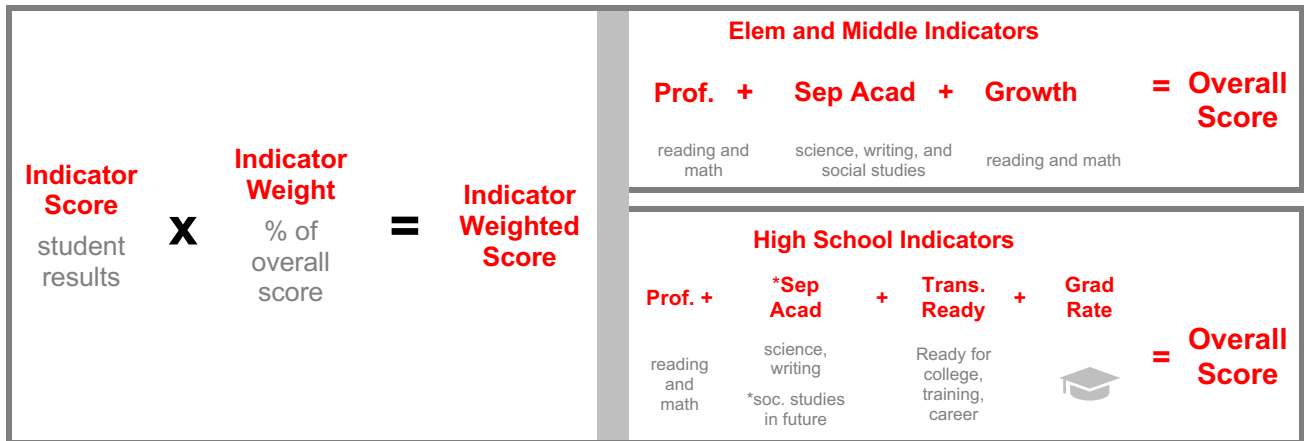 Indicator
Score
student
results
x
Indicator
Weight
% of
overall
score
=
Indicator
Weighted
Score
Elem and Middle Indicators
Prof. + Sep Acad + Growth = Overall
Score
reading and
math
science, writing, and
social studies
reading and math
High School Indicators
Prof. + *Sep
Acad
+ Trans.
Ready
+ Grad
Rate
= Overall
Score
reading
and
math
science,
writing
*soc. studies
in future
Ready for
college,
training,
career